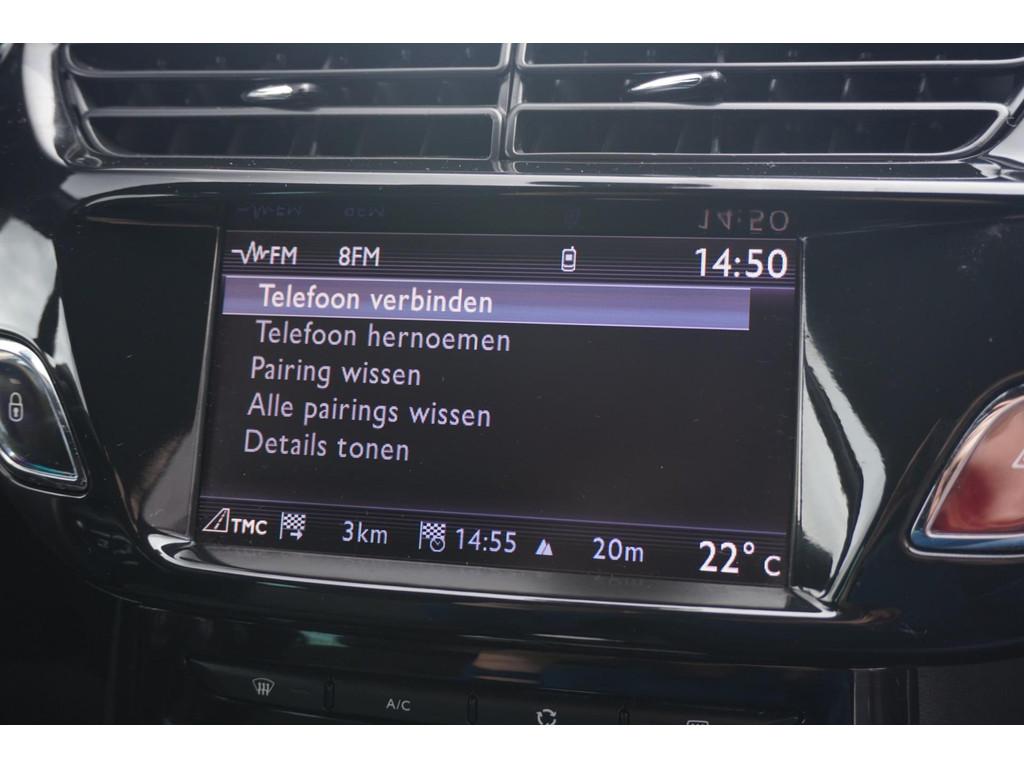 FM 8FM 14:50
Telefoon verbinden
Telefoon hernoemen
Pairing wissen
Alle pairings wissen
Details tonen
TMC 3km 14:55 20m 22° C
A/C